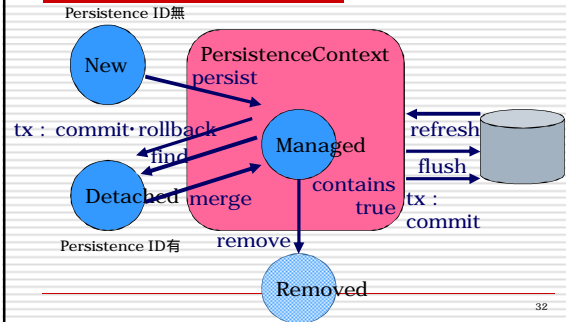 Persistence ID無
New
PersistenceContext
persist
tx : commit・rollback
find
Managed
refresh
flush
Detached
merge
contains
true
tx :
commit
Persistence ID有
remove
Removed
32